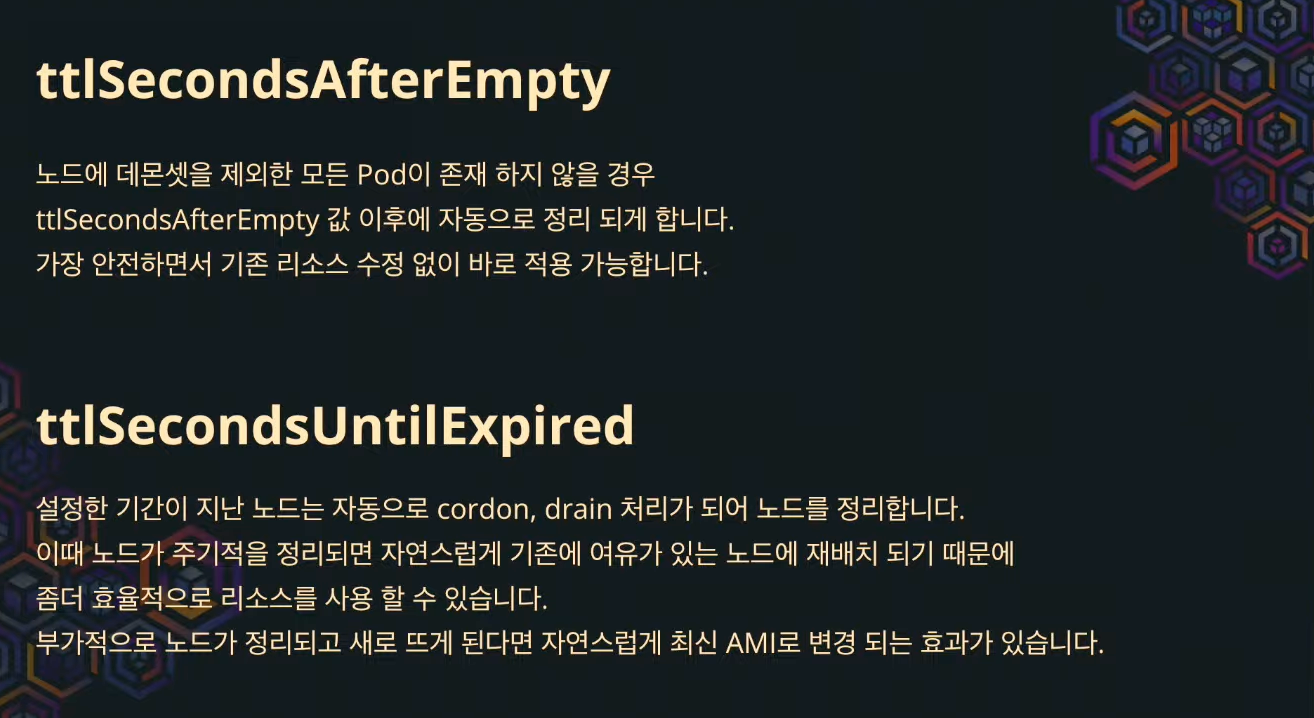 ttlSecondsAfterEmpty
노드에 데몬셋을 제외한 모든 Pod이 존재 하지 않을 경우
ttlSecondsAfterEmpty 값 이후에 자동으로 정리 되게 합니다.
가장 안전하면서 기존 리소스 수정 없이 바로 적용 가능합니다.
ttlSecondsUntilExpired
설정한 기간이 지난 노드는 자동으로 cordon, drain 처리가 되어 노드를 정리합니다.
이때 노드가 주기적을 정리되면 자연스럽게 기존에 여유가 있는 노드에 재배치 되기 때문에
좀더 효율적으로 리소스를 사용 할 수 있습니다.
부가적으로 노드가 정리되고 새로 뜨게 된다면 자연스럽게 최신 AMI로 변경 되는 효과가 있습니다.